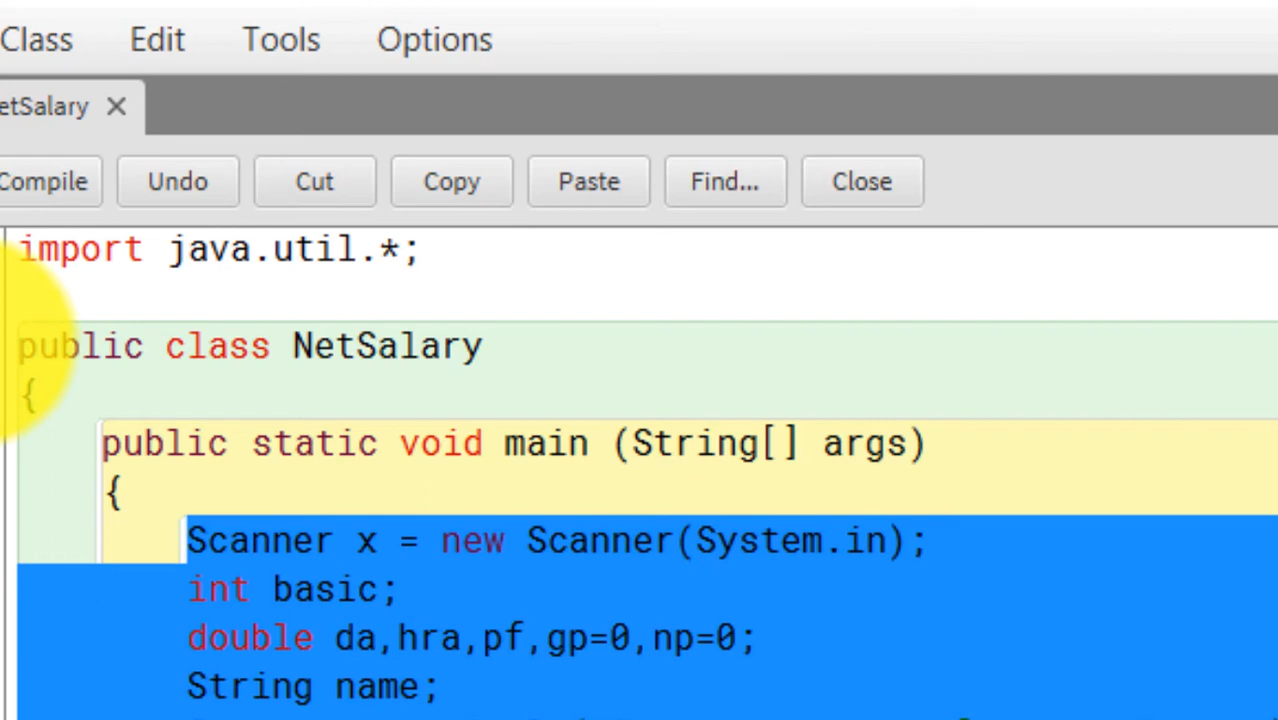 Class Edit Tools Options
etSalary ✕
Compile Undo Cut Copy Paste Find... Close
import java.util.*;
public class NetSalary
{
public static void main (String[] args)
{
Scanner x = new Scanner(System.in);
int basic;
double da,hra,pf,gp=0,np=0;
String name;